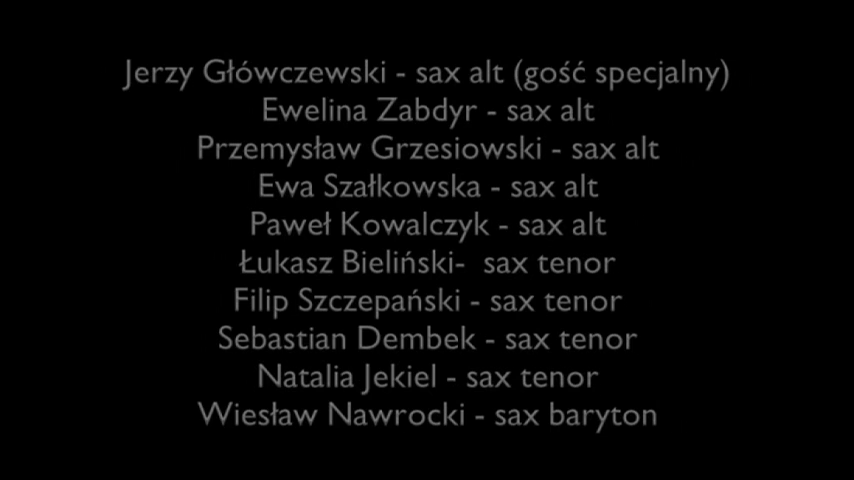 Jerzy Główczewski - sax alt (gość specjalny)
Ewelina Zabdyr - sax alt
Przemysław Grzesiowski - sax alt
Ewa Szałkowska - sax alt
Paweł Kowalczyk - sax alt
Łukasz Bieliński-  sax tenor
Filip Szczepański - sax tenor
Sebastian Dembek - sax tenor
Natalia Jekiel - sax tenor
Wiesław Nawrocki - sax baryton